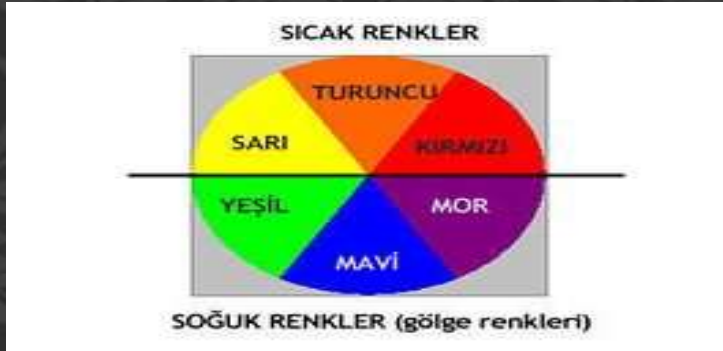 SICAK RENKLER
TURUNCU
SARI
KIRMIZI
YEŞİL
MOR
MAVİ
SOĞUK RENKLER (gölge renkleri)